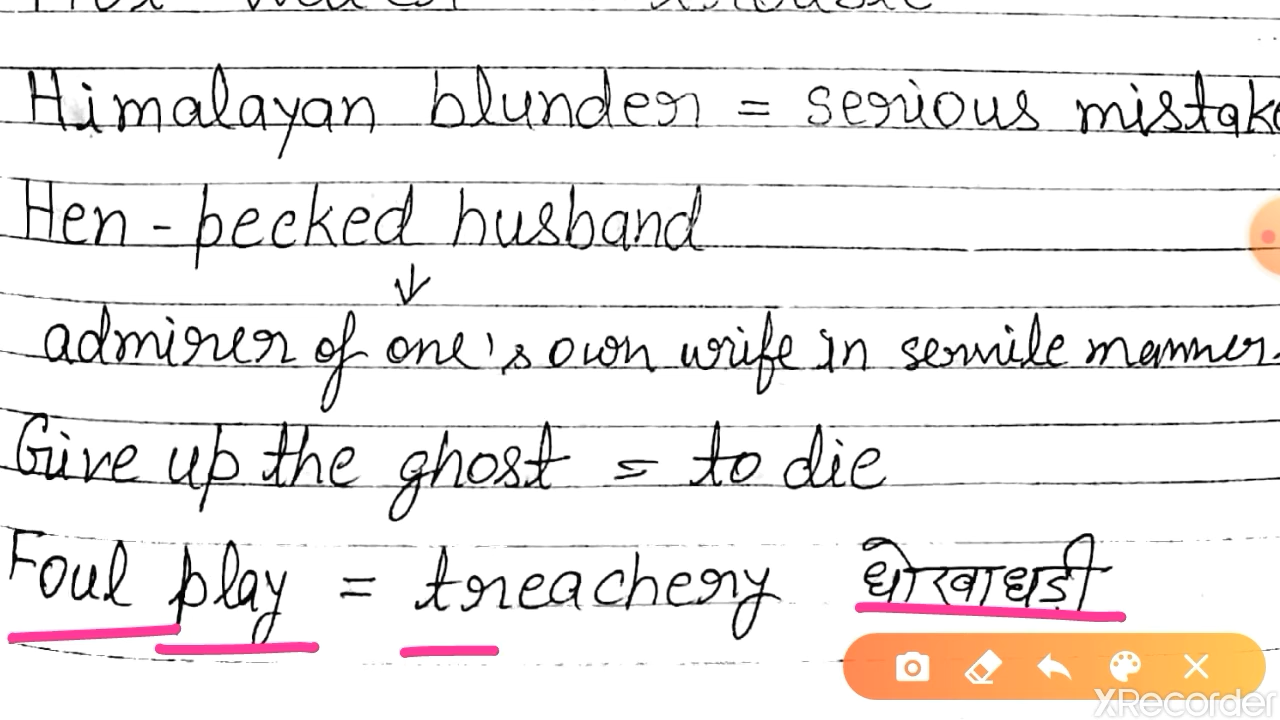 Himalayan blunder = serious mistake
Hen - pecked husband
admirer of one's own wife in servile manner.
Give up the ghost = to die
Foul play = treachery धोखाधड़ी
XRecorder